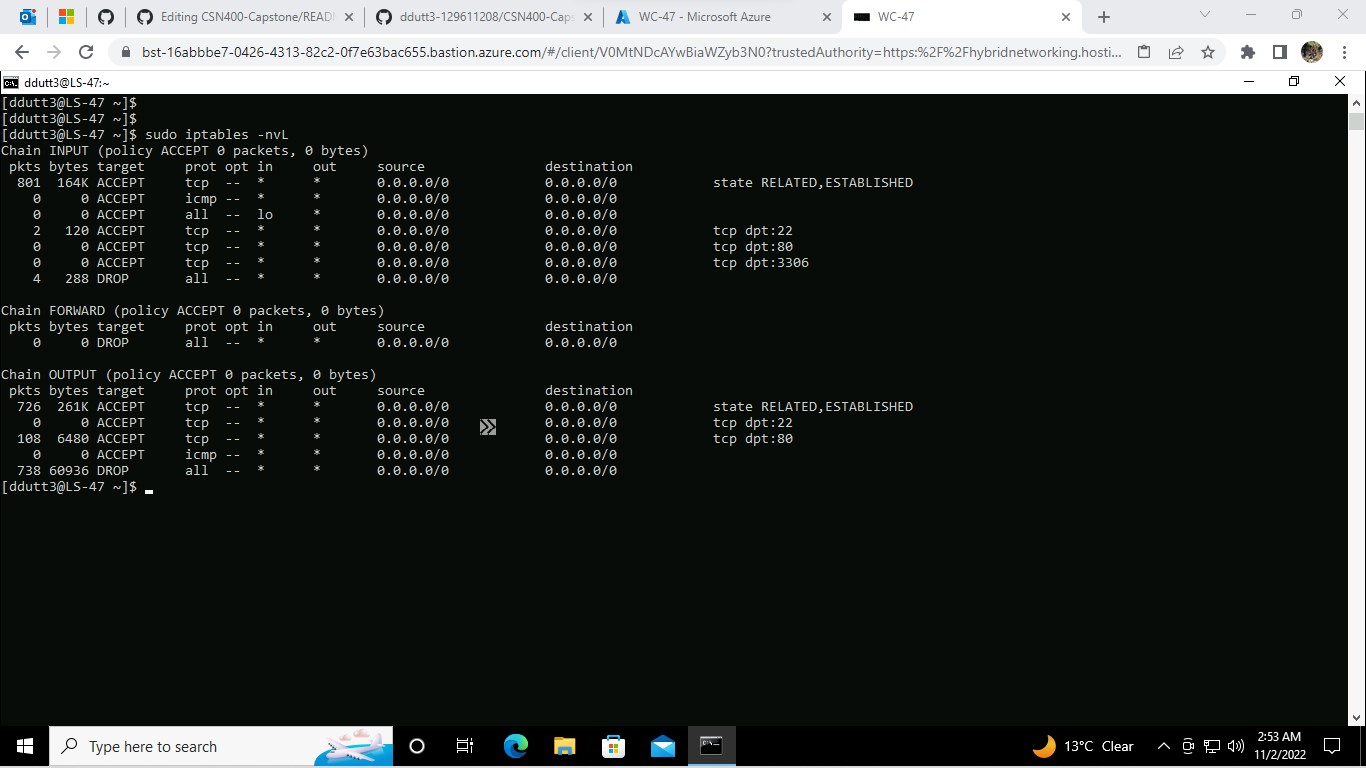 Editing CSN400-Capstone/READ
ddutt3-129611208/CSN400-Caps
WC-47 - Microsoft Azure
WC-47
bst-16abbbe7-0426-4313-82c2-0f7e63bac655.bastion.azure.com/#/client/V0MtNDcAYwBiaWZyb3N0?trustedAuthority=https:%2F%2Fhybridnetworking.hosti...
ddutt3@LS-47:~
[ddutt3@LS-47 ~]$
[ddutt3@LS-47 ~]$
[ddutt3@LS-47 ~]$ sudo iptables -nvL
Chain INPUT (policy ACCEPT 0 packets, 0 bytes)
 pkts bytes target     prot opt in     out     source               destination
  801  164K ACCEPT     tcp  --  *      *       0.0.0.0/0            0.0.0.0/0            state RELATED,ESTABLISHED
    0     0 ACCEPT     icmp --  *      *       0.0.0.0/0            0.0.0.0/0
    0     0 ACCEPT     all  --  lo     *       0.0.0.0/0            0.0.0.0/0
    2   120 ACCEPT     tcp  --  *      *       0.0.0.0/0            0.0.0.0/0            tcp dpt:22
    0     0 ACCEPT     tcp  --  *      *       0.0.0.0/0            0.0.0.0/0            tcp dpt:80
    0     0 ACCEPT     tcp  --  *      *       0.0.0.0/0            0.0.0.0/0            tcp dpt:3306
    4   288 DROP       all  --  *      *       0.0.0.0/0            0.0.0.0/0
Chain FORWARD (policy ACCEPT 0 packets, 0 bytes)
 pkts bytes target     prot opt in     out     source               destination
    0     0 DROP       all  --  *      *       0.0.0.0/0            0.0.0.0/0
Chain OUTPUT (policy ACCEPT 0 packets, 0 bytes)
 pkts bytes target     prot opt in     out     source               destination
  726  261K ACCEPT     tcp  --  *      *       0.0.0.0/0            0.0.0.0/0            state RELATED,ESTABLISHED
    0     0 ACCEPT     tcp  --  *      *       0.0.0.0/0            0.0.0.0/0            tcp dpt:22
  108  6480 ACCEPT     tcp  --  *      *       0.0.0.0/0            0.0.0.0/0            tcp dpt:80
    0     0 ACCEPT     icmp --  *      *       0.0.0.0/0            0.0.0.0/0
  738 60936 DROP       all  --  *      *       0.0.0.0/0            0.0.0.0/0
[ddutt3@LS-47 ~]$
Type here to search
13°C Clear
2:53 AM
11/2/2022